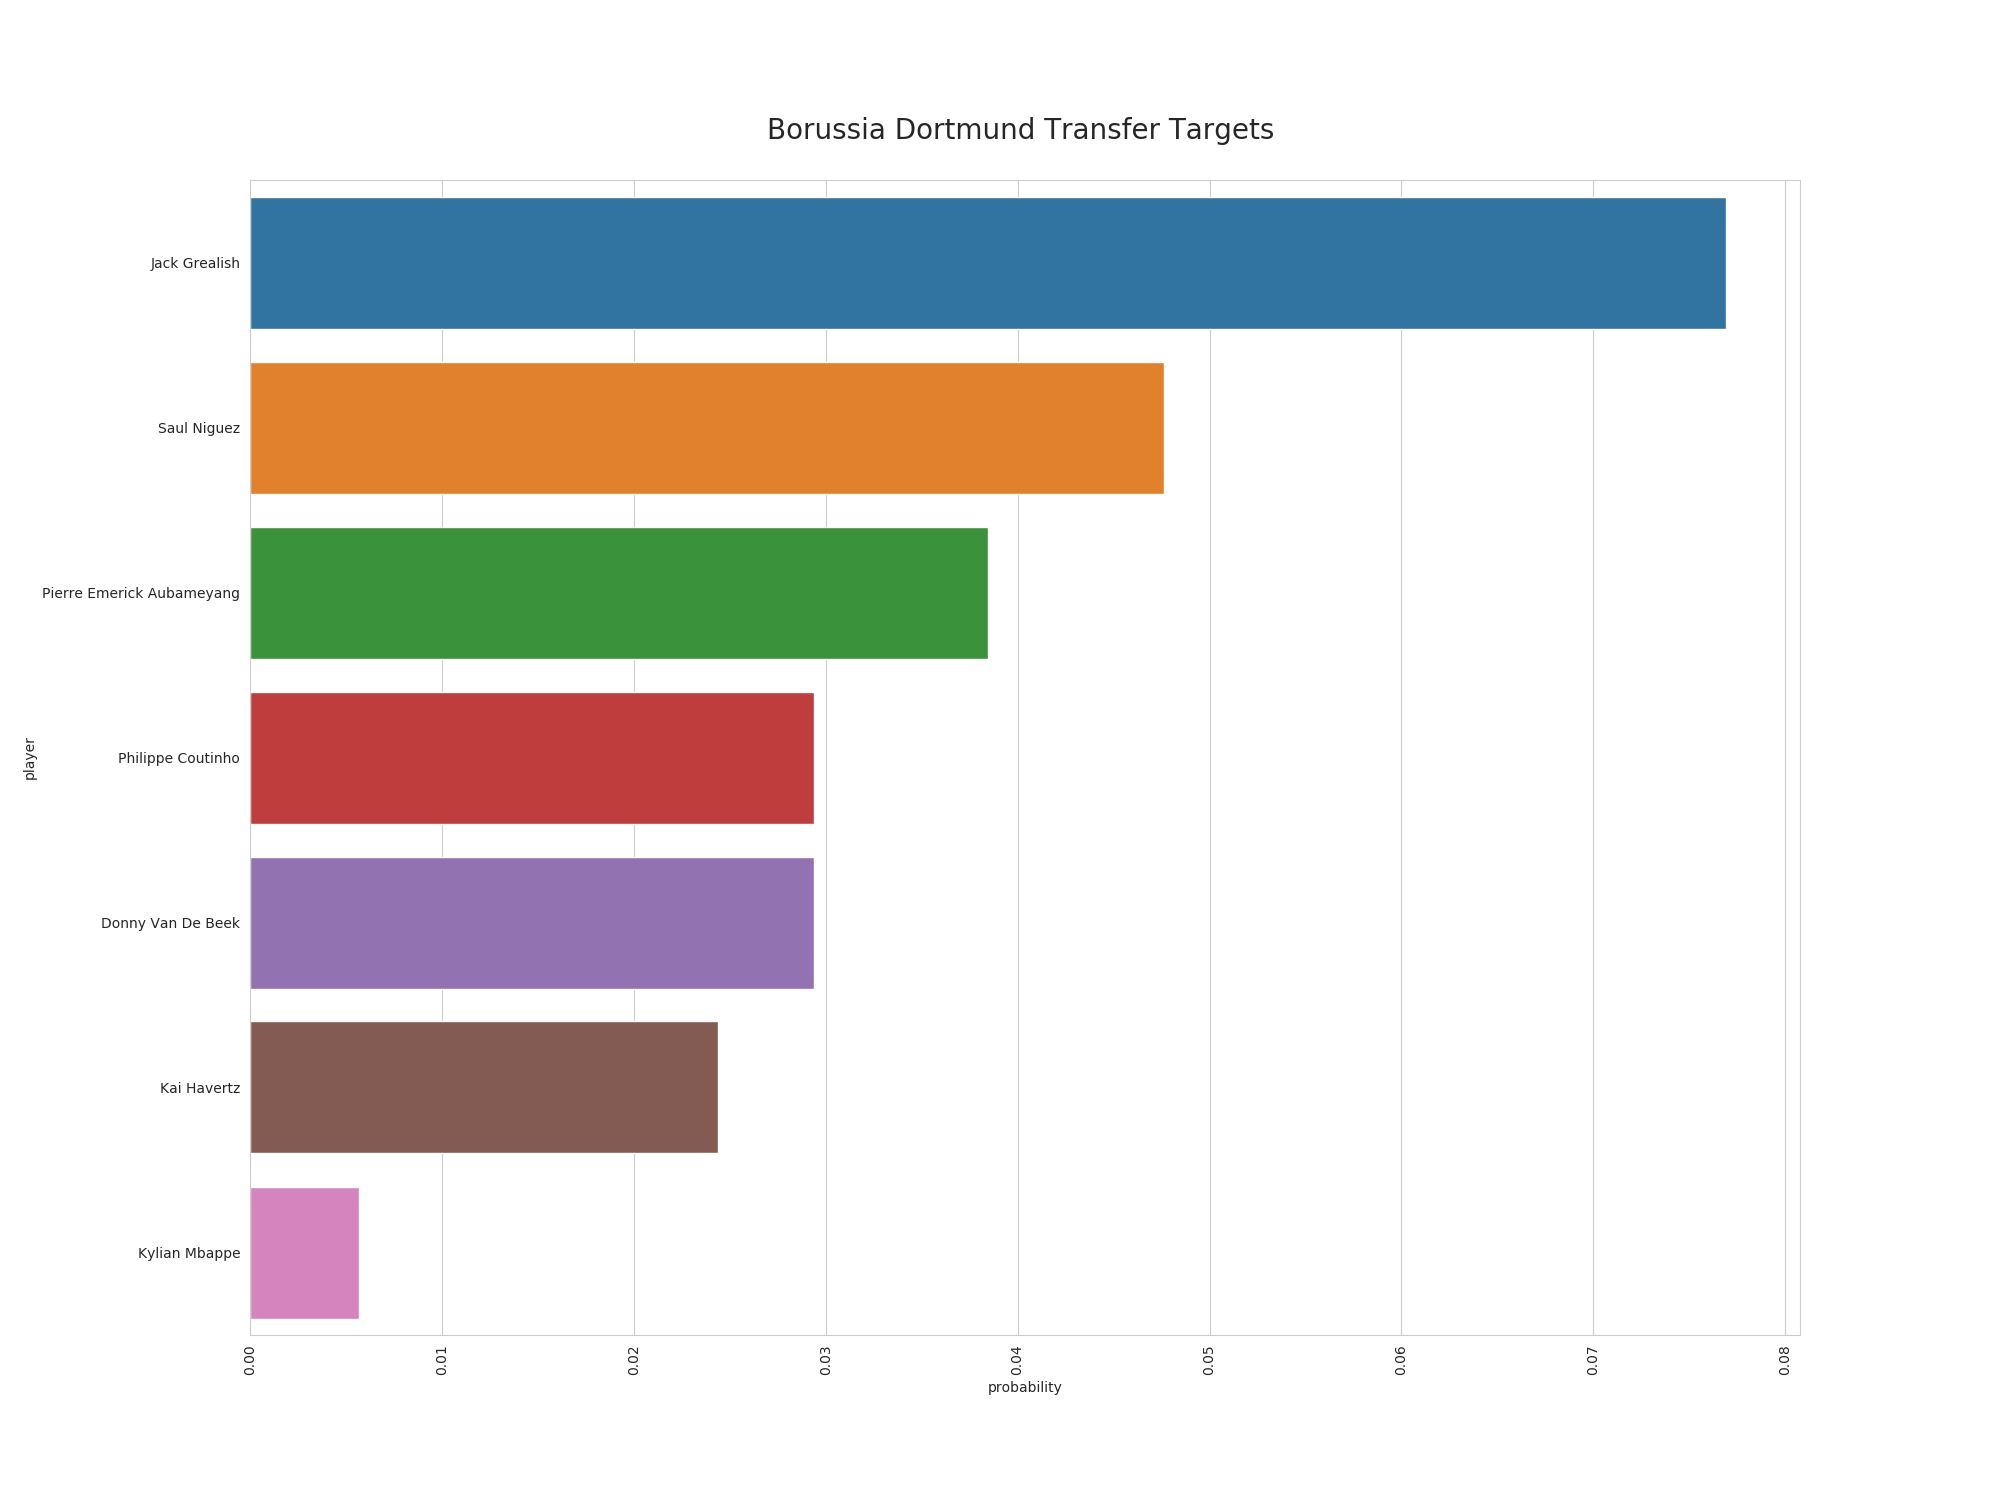 Borussia Dortmund Transfer Targets
Jack Grealish
Saul Niguez
Pierre Emerick Aubameyang
Philippe Coutinho
Donny Van De Beek
Kai Havertz
Kylian Mbappe
player
0.00
0.01
0.02
0.03
0.04
0.05
0.06
0.07
0.08
probability